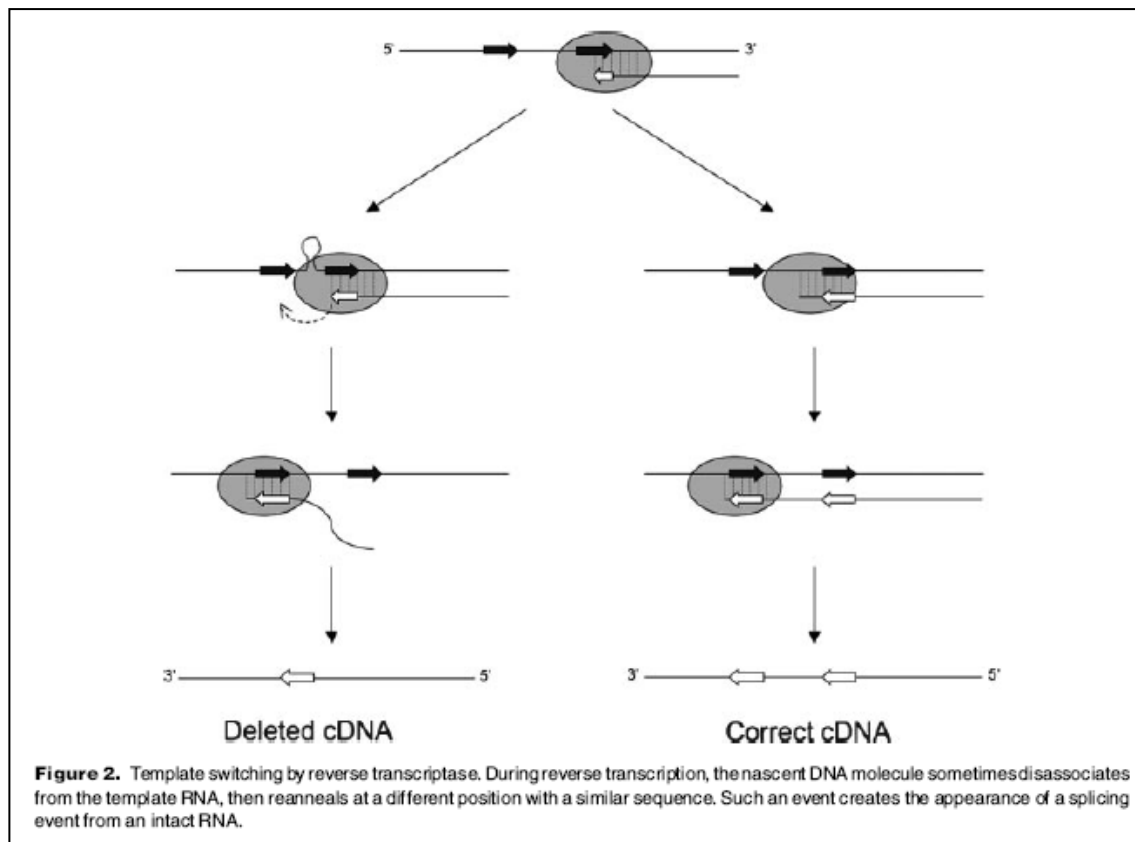 5' 3'
3' 5' 3' 5'
Deleted cDNA Correct cDNA
Figure 2. Template switching by reverse transcriptase. During reverse transcription, the nascent DNA molecule sometimes disassociates
from the template RNA, then reanneals at a different position with a similar sequence. Such an event creates the appearance of a splicing
event from an intact RNA.